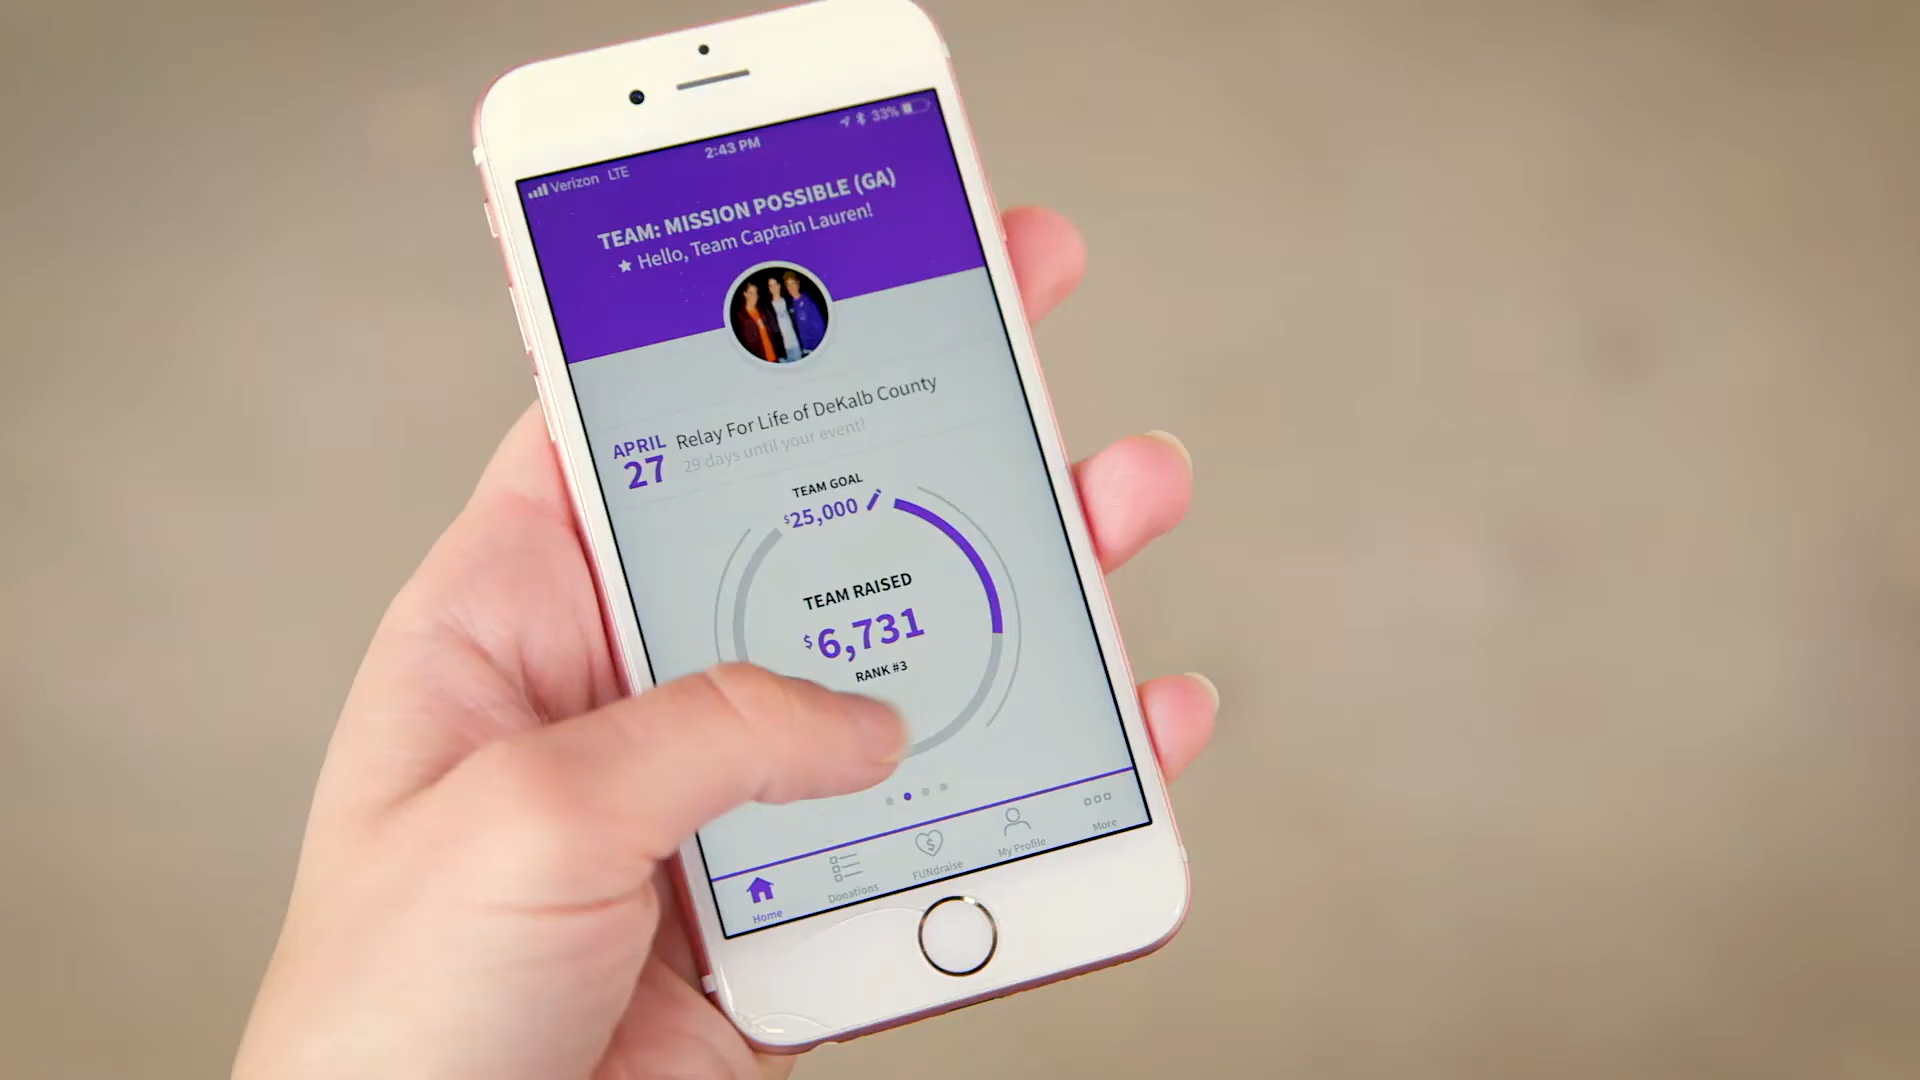 Verizon LTE
2:43 PM
33%
TEAM: MISSION POSSIBLE (GA)
★ Hello, Team Captain Lauren!
APRIL
27
Relay For Life of DeKalb County
29 days until your event!
TEAM GOAL
$25,000
TEAM RAISED
$6,731
RANK #3
Home
Donations
FUNdraise
My Profile
More